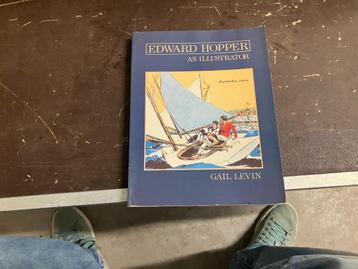 EDWARD HOPPER
AS ILLUSTRATOR
GAIL LEVIN